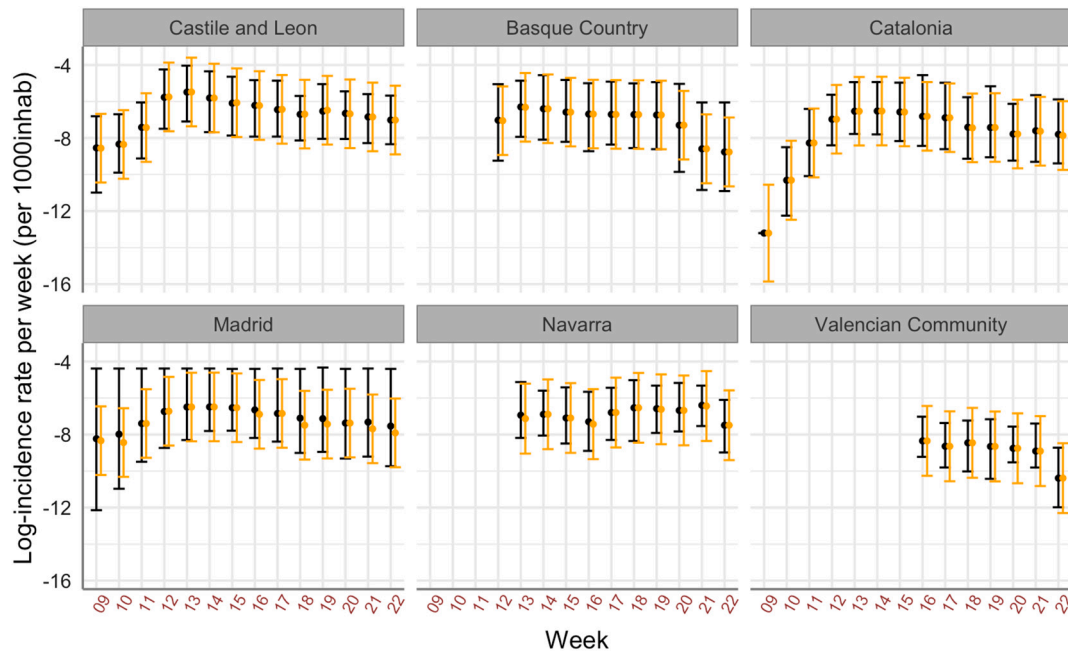 Castile and Leon Basque Country Catalonia
-4
-8
-12
-16
Madrid Navarra Valencian Community
-4
-8
-12
-16
09 10 11 12 13 14 15 16 17 18 19 20 21 22 09 10 11 12 13 14 15 16 17 18 19 20 21 22 09 10 11 12 13 14 15 16 17 18 19 20 21 22
Week
Log-incidence rate per week (per 1000inhab)